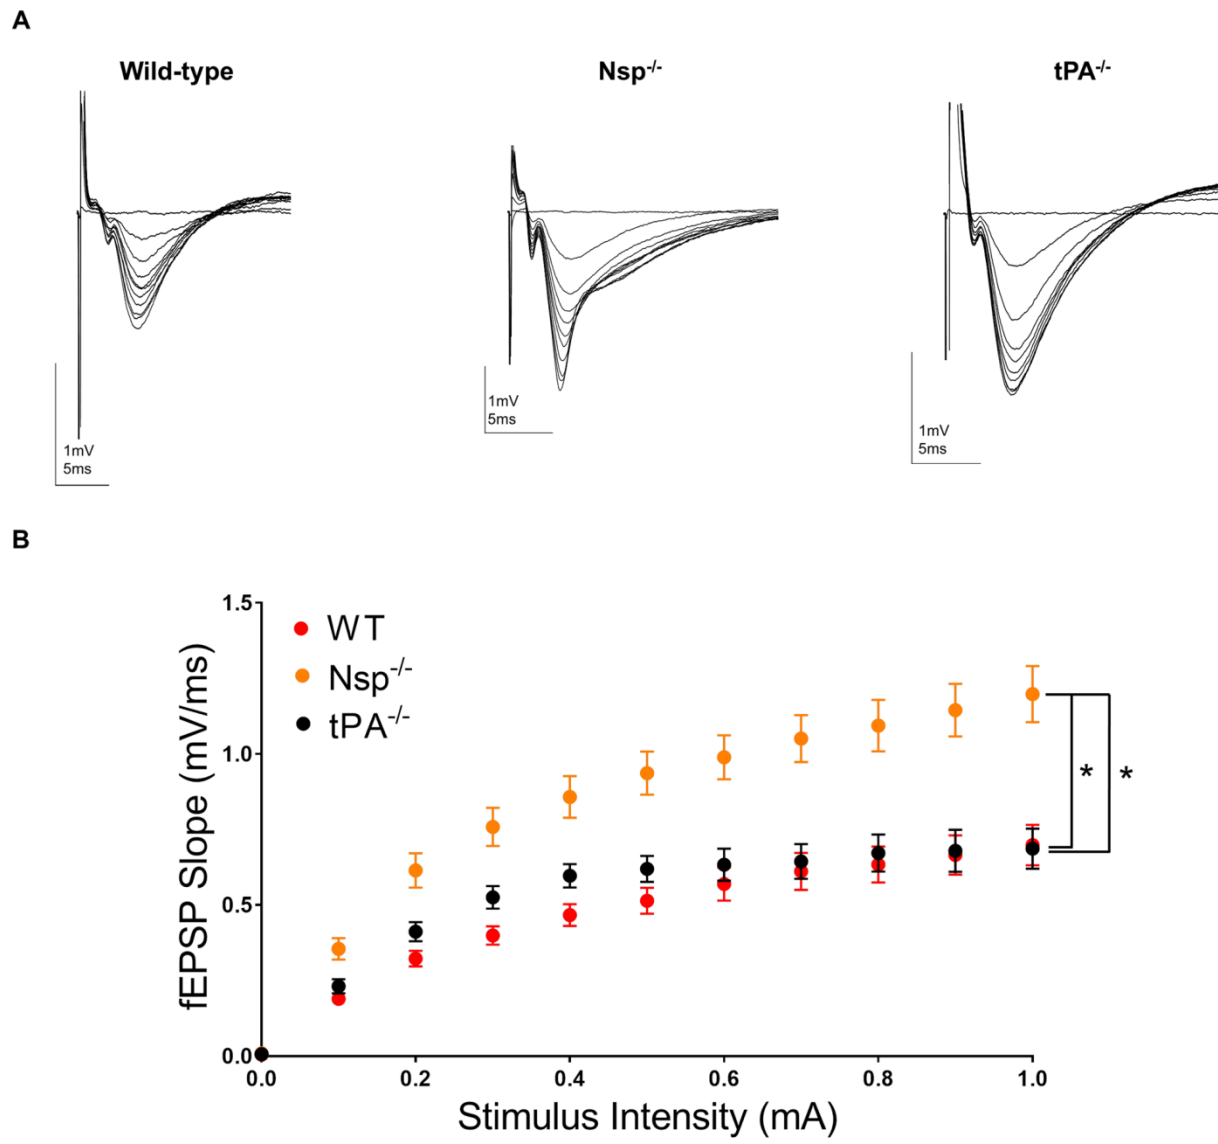 A
Wild-type
Nsp-/-
tPA-/-
1mV
5ms
1mV
5ms
1mV
5ms
B
1.5
WT
Nsp-/-
tPA-/-
1.0
0.5
0.0
* *
fEPSP Slope (mV/ms)
0.0 0.2 0.4 0.6 0.8 1.0
Stimulus Intensity (mA)